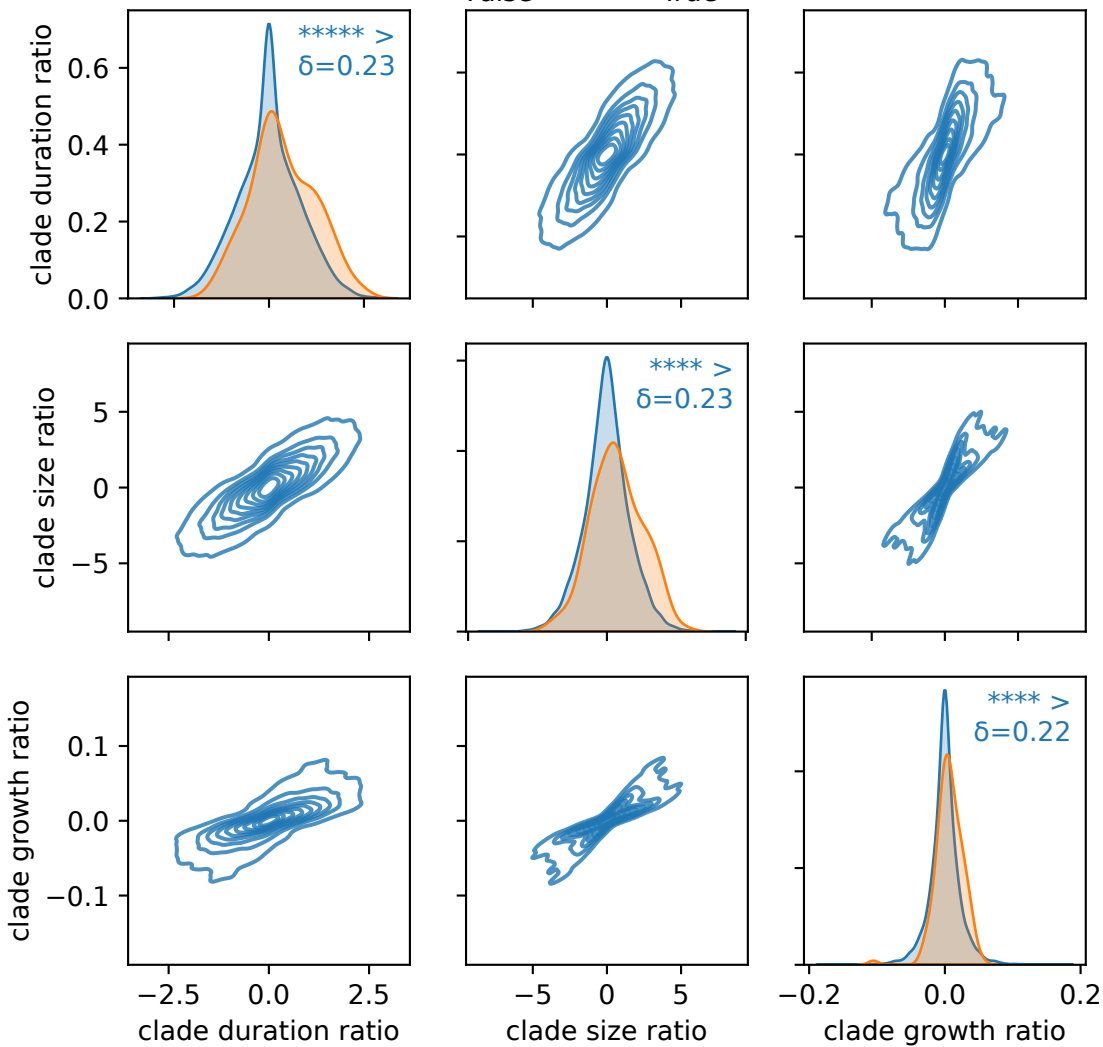 ***** >
δ=0.23
clade duration ratio
0.6
0.4
0.2
0.0
**** >
δ=0.23
clade size ratio
5
0
−5
**** >
δ=0.22
clade growth ratio
0.1
0.0
−0.1
−2.5 0.0 2.5
clade duration ratio
−5 0 5
clade size ratio
−0.2 0.0 0.2
clade growth ratio